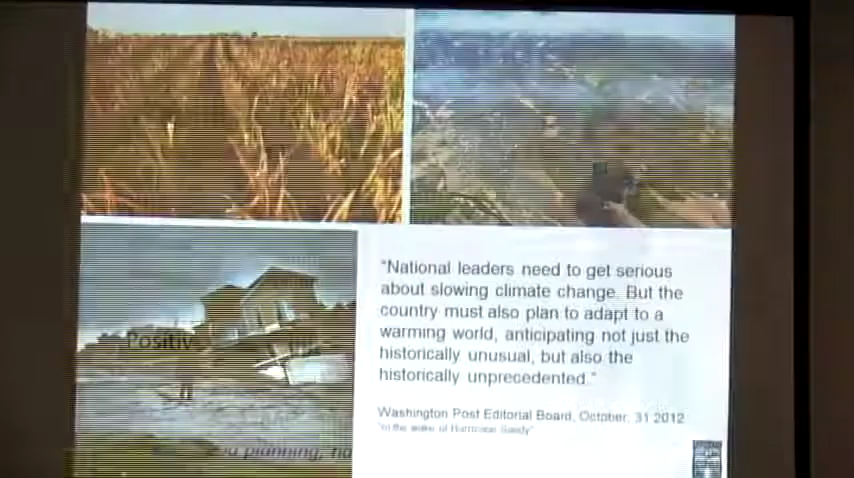 "National leaders need to get serious
about slowing climate change. But the
country must also plan to adapt to a
warming world, anticipating not just the
historically unusual, but also the
historically unprecedented."
Washington Post Editorial Board, October, 31 2012
"in the wake of Hurricane Sandy"
Positiv
planning,